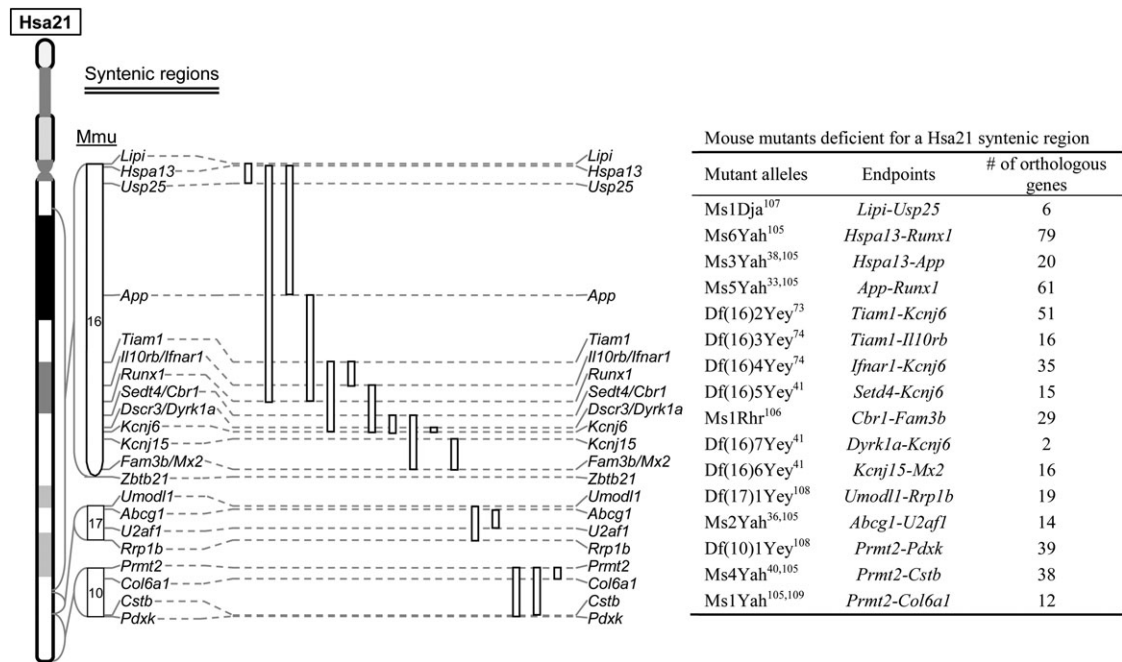 Hsa21
Syntenic regions
Mmu
Lipi
Hspa13
Usp25
App
Tiam1
Il10rb/Ifnar1
Runx1
Sedt4/Cbr1
Dscr3/Dyrk1a
Kcnj6
Kcnj15
Fam3b/Mx2
Zbtb21
Umodl1
Abcg1
U2af1
Rrp1b
Prmt2
Col6a1
Cstb
Pdxk
16
17
10
Lipi
Hspa13
Usp25
App
Tiam1
Il10rb/Ifnar1
Runx1
Sedt4/Cbr1
Dscr3/Dyrk1a
Kcnj6
Kcnj15
Fam3b/Mx2
Zbtb21
Umodl1
Abcg1
U2af1
Rrp1b
Prmt2
Col6a1
Cstb
Pdxk
Mouse mutants deficient for a Hsa21 syntenic region
Mutant alleles Endpoints # of orthologous genes
Ms1Dja107 Lipi-Usp25 6
Ms6Yah105 Hspa13-Runx1 79
Ms3Yah38,105 Hspa13-App 20
Ms5Yah33,105 App-Runx1 61
Df(16)2Yey73 Tiam1-Kcnj6 51
Df(16)3Yey74 Tiam1-Il10rb 16
Df(16)4Yey74 Ifnar1-Kcnj6 35
Df(16)5Yey41 Setd4-Kcnj6 15
Ms1Rhr106 Cbr1-Fam3b 29
Df(16)7Yey41 Dyrk1a-Kcnj6 2
Df(16)6Yey41 Kcnj15-Mx2 16
Df(17)1Yey108 Umodl1-Rrp1b 19
Ms2Yah36,105 Abcg1-U2af1 14
Df(10)1Yey108 Prmt2-Pdxk 39
Ms4Yah40,105 Prmt2-Cstb 38
Ms1Yah105,109 Prmt2-Col6a1 12